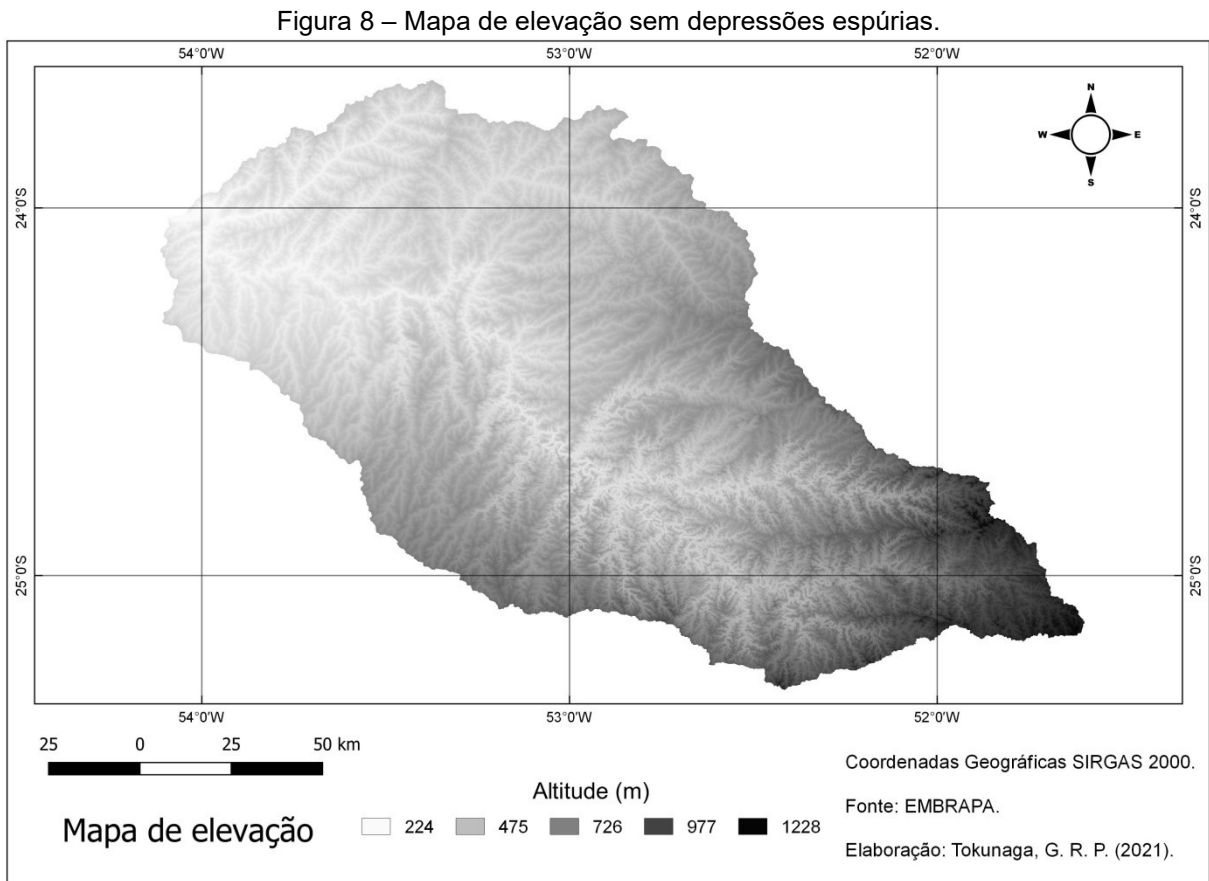 Figura 8 – Mapa de elevação sem depressões espúrias.
54°0'W 53°0'W 52°0'W
N
W E
S
24°0'S 24°0'S
25°0'S 25°0'S
54°0'W 53°0'W 52°0'W
25 0 25 50 km
Coordenadas Geográficas SIRGAS 2000.
Altitude (m)
Fonte: EMBRAPA.
Mapa de elevação
224 475 726 977 1228
Elaboração: Tokunaga, G. R. P. (2021).